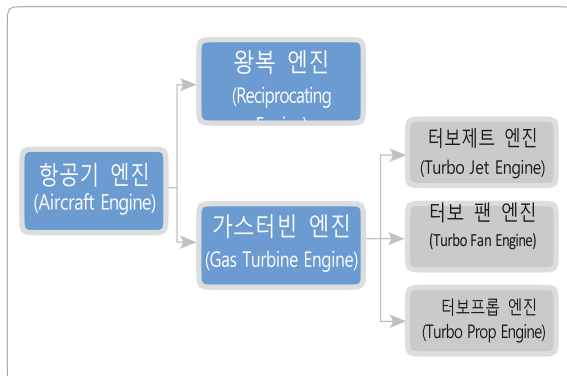 왕복 엔진
(Reciprocating
항공기 엔진
(Aircraft Engine)
가스터빈 엔진
(Gas Turbine Engine)
터보제트 엔진
(Turbo Jet Engine)
터보 팬 엔진
(Turbo Fan Engine)
터보프롭 엔진
(Turbo Prop Engine)